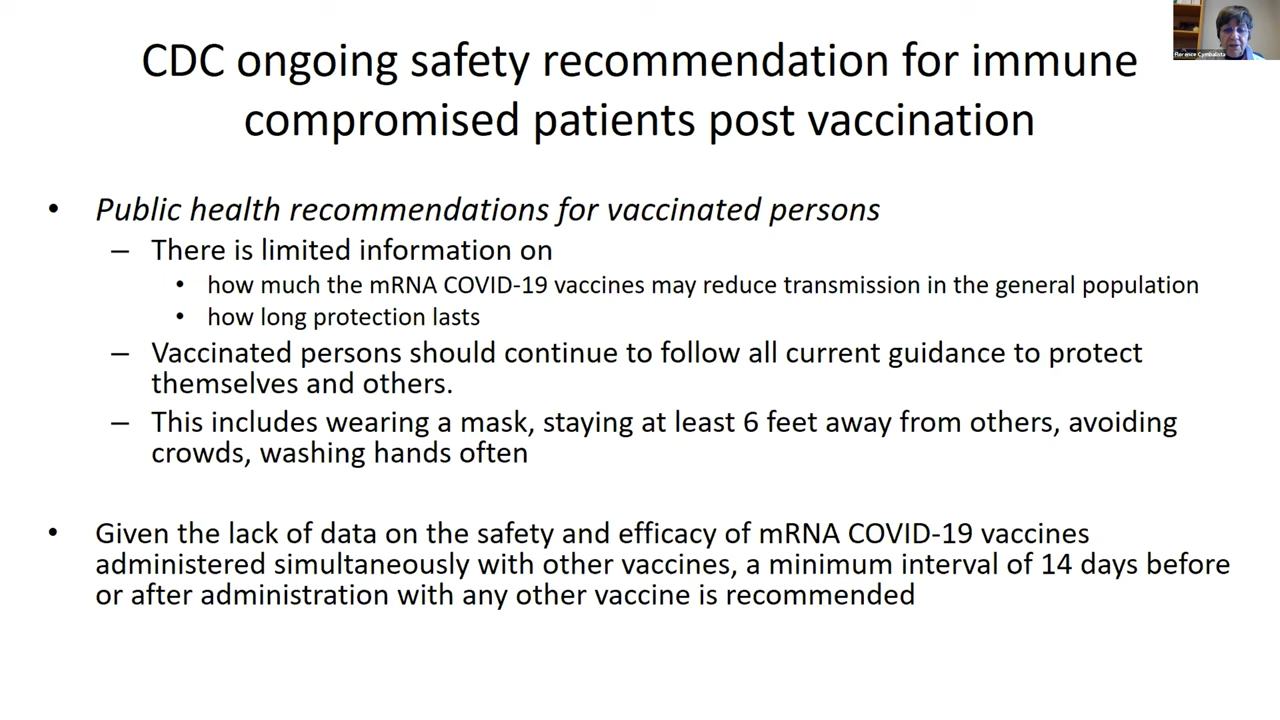 CDC ongoing safety recommendation for immune
compromised patients post vaccination
Florence Cymbalista
• Public health recommendations for vaccinated persons
– There is limited information on
• how much the mRNA COVID-19 vaccines may reduce transmission in the general population
• how long protection lasts
– Vaccinated persons should continue to follow all current guidance to protect
themselves and others.
– This includes wearing a mask, staying at least 6 feet away from others, avoiding
crowds, washing hands often
• Given the lack of data on the safety and efficacy of mRNA COVID-19 vaccines
administered simultaneously with other vaccines, a minimum interval of 14 days before
or after administration with any other vaccine is recommended